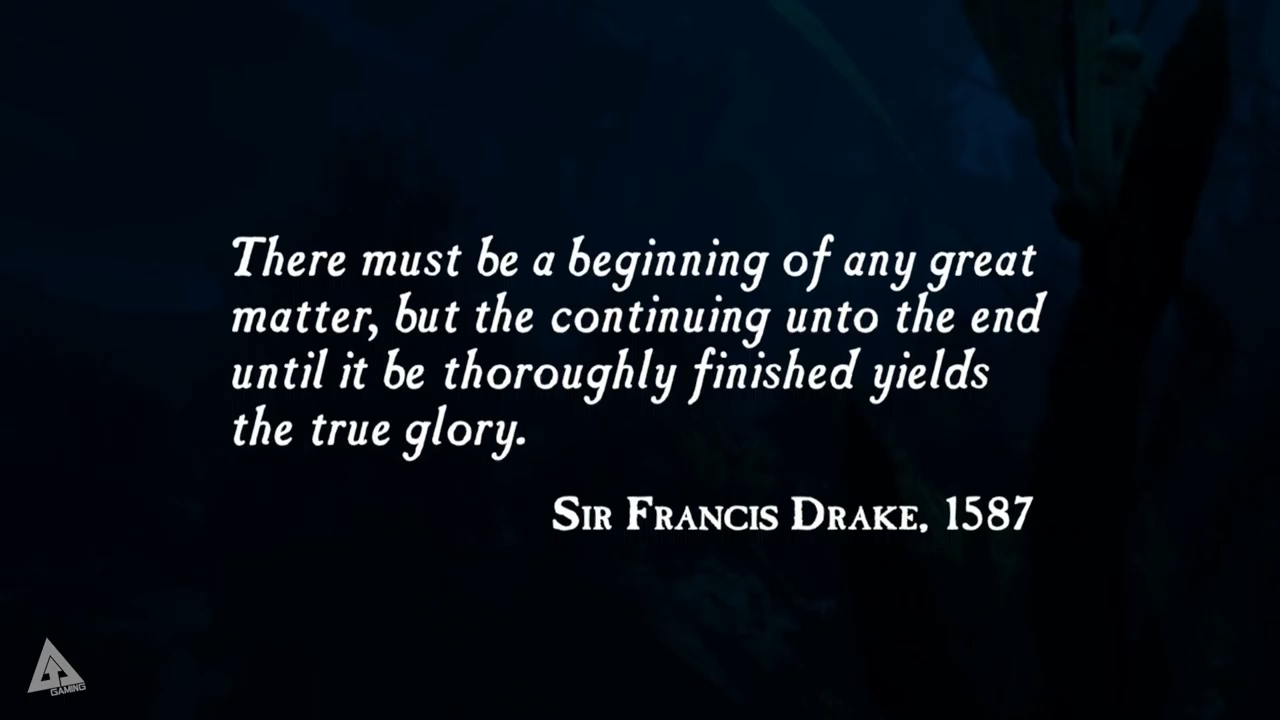 There must be a beginning of any great
matter, but the continuing unto the end
until it be thoroughly finished yields
the true glory.
Sir Francis Drake, 1587
GAMING